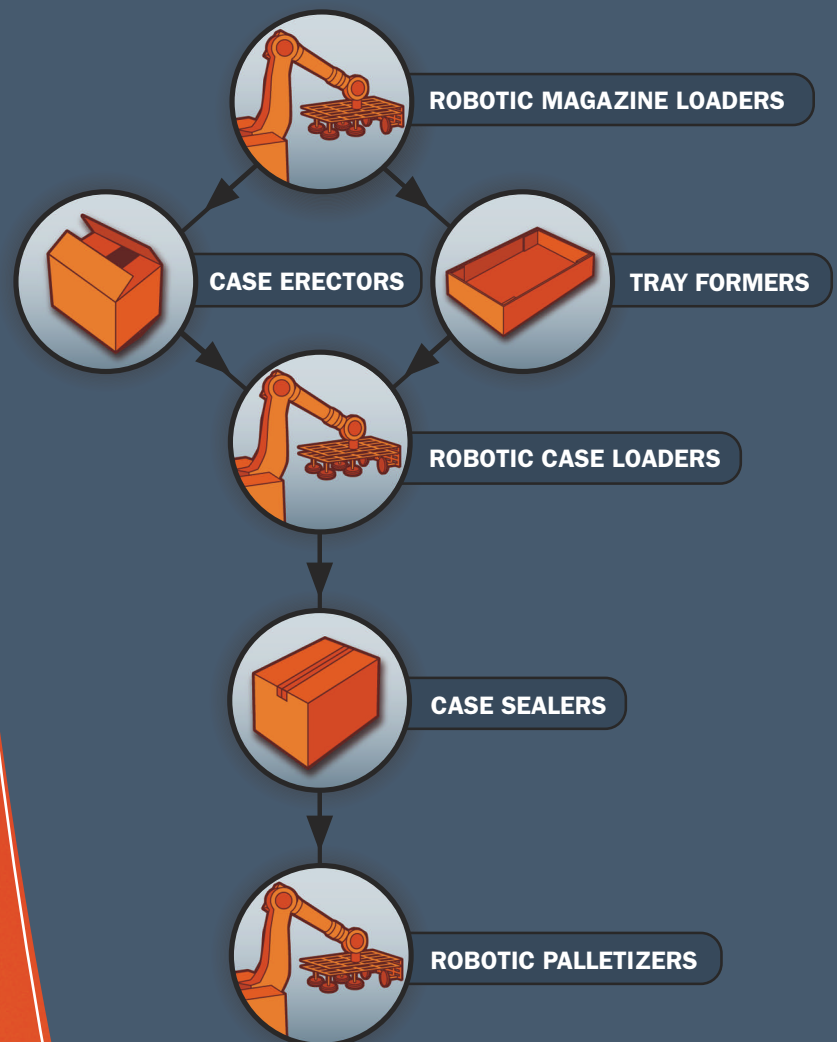 ROBOTIC MAGAZINE LOADERS
CASE ERECTORS
TRAY FORMERS
ROBOTIC CASE LOADERS
CASE SEALERS
ROBOTIC PALLETIZERS